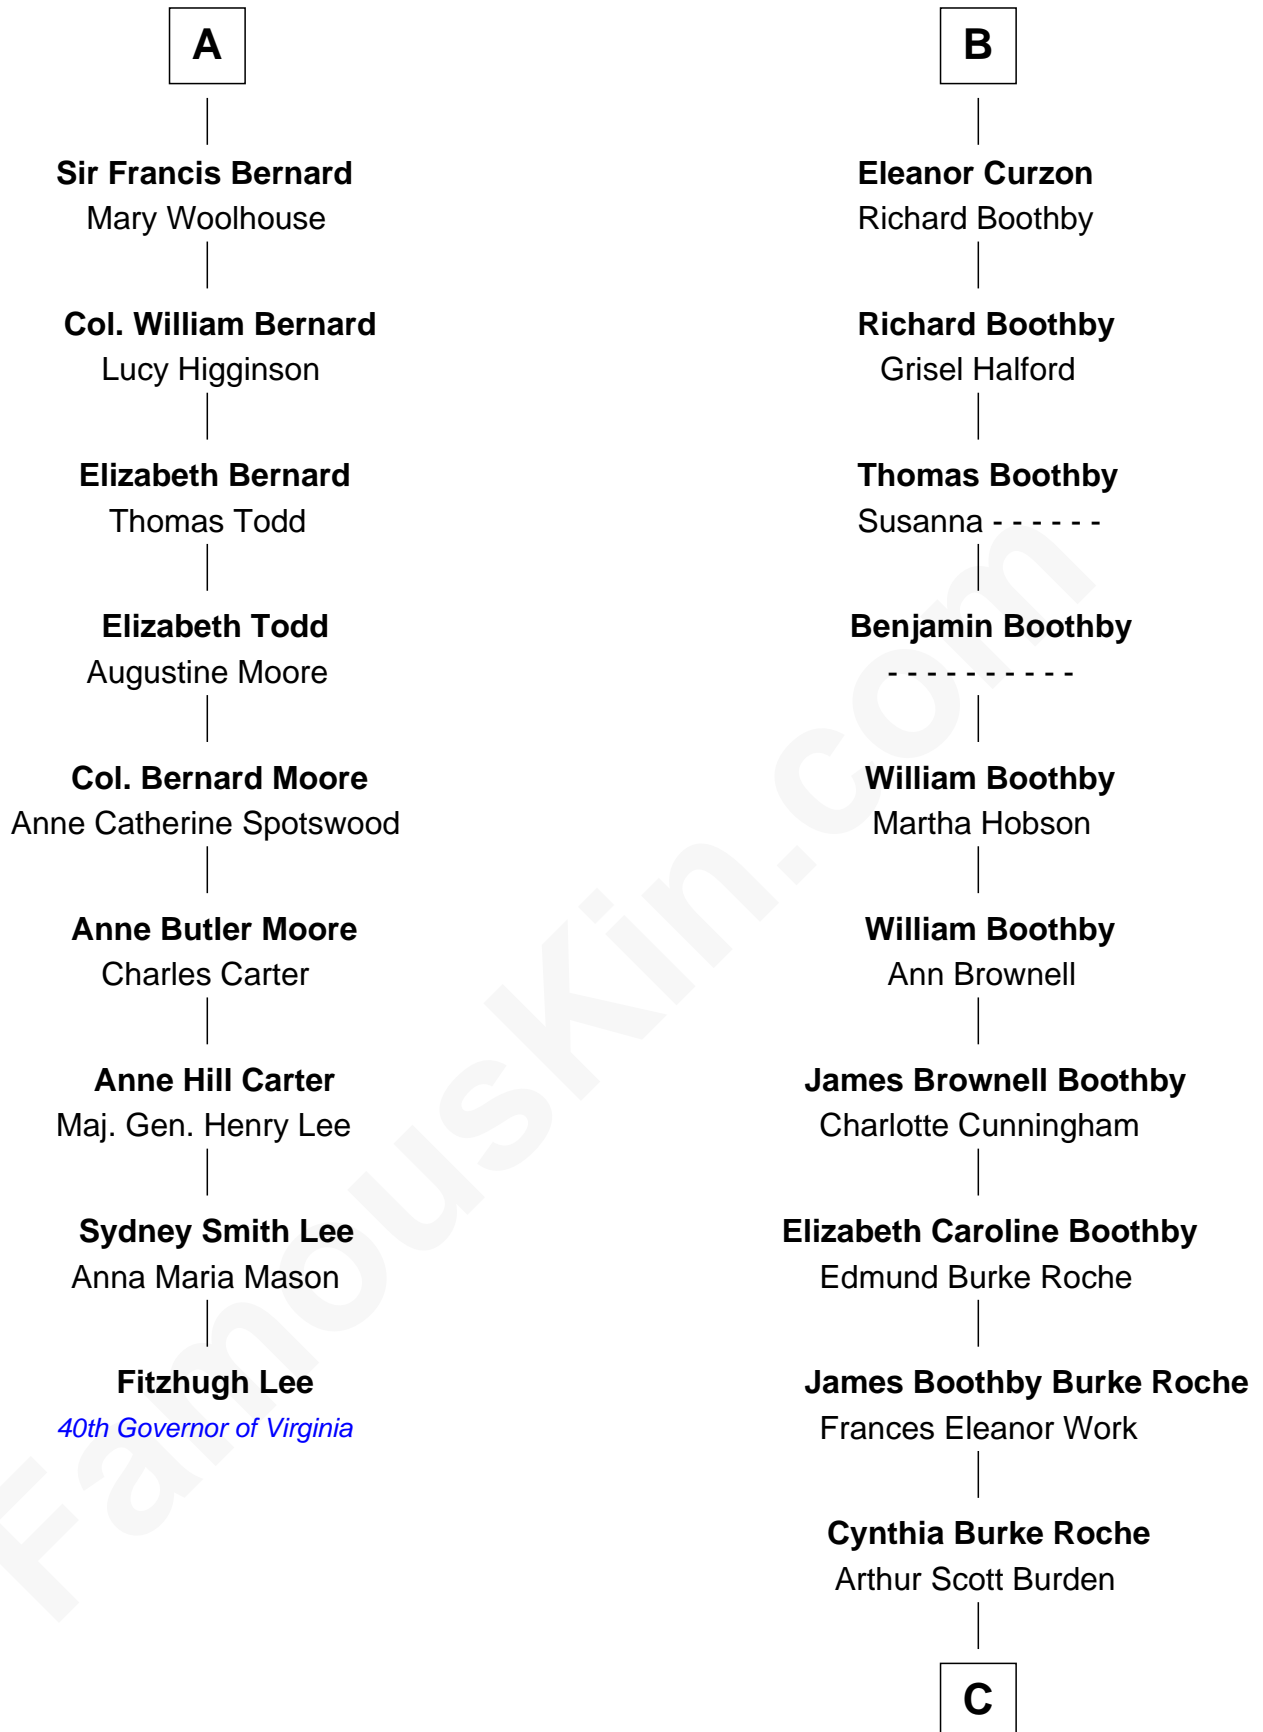 A
Sir Francis Bernard
Mary Woolhouse
Col. William Bernard
Lucy Higginson
Elizabeth Bernard
Thomas Todd
Elizabeth Todd
Augustine Moore
Col. Bernard Moore
Anne Catherine Spotswood
Anne Butler Moore
Charles Carter
Anne Hill Carter
Maj. Gen. Henry Lee
Sydney Smith Lee
Anna Maria Mason
Fitzhugh Lee
40th Governor of Virginia
B
Eleanor Curzon
Richard Boothby
Richard Boothby
Grisel Halford
Thomas Boothby
Susanna - - - - - -
Benjamin Boothby
- - - - - - - - - -
William Boothby
Martha Hobson
William Boothby
Ann Brownell
James Brownell Boothby
Charlotte Cunningham
Elizabeth Caroline Boothby
Edmund Burke Roche
James Boothby Burke Roche
Frances Eleanor Work
Cynthia Burke Roche
Arthur Scott Burden
C
FamousKin.com